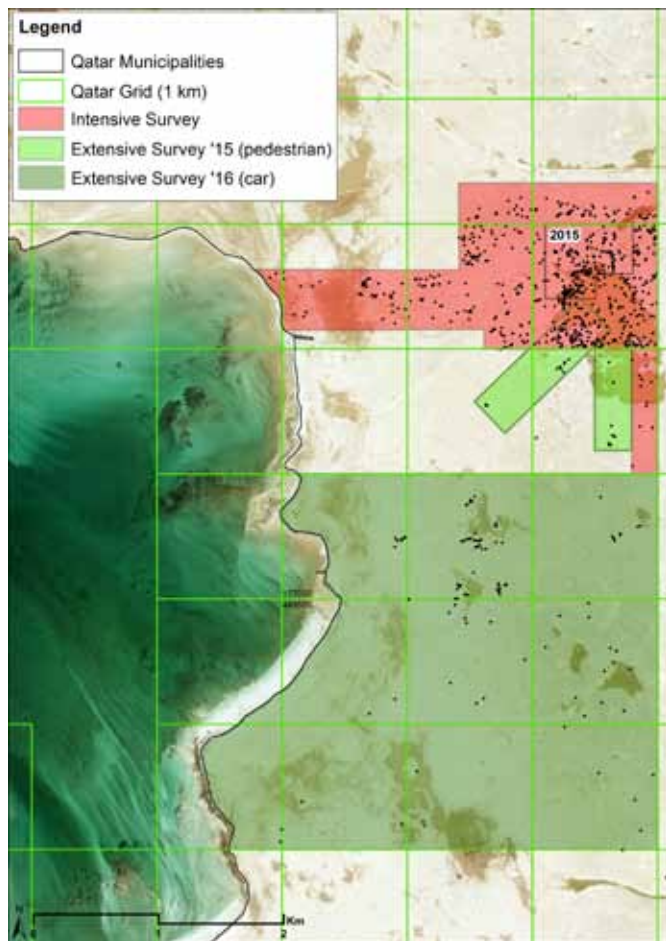 Legend
Qatar Municipalities
Qatar Grid (1 km)
Intensive Survey
Extensive Survey '15 (pedestrian)
Extensive Survey '16 (car)
2015
N
Km
0 1 2